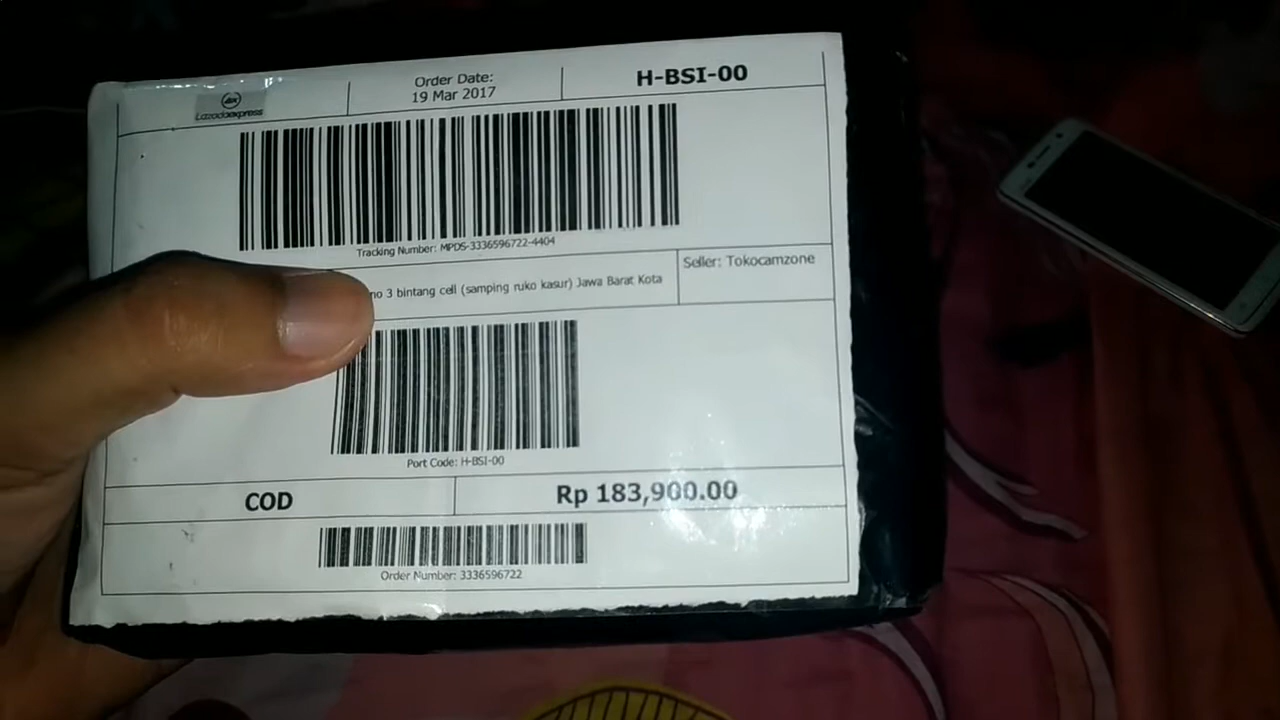 Lazadaexpress
Order Date:
19 Mar 2017
H-BSI-00
Tracking Number: MPDS-3336596722-4404
no 3 bintang cell (samping ruko kasur) Jawa Barat Kota
Seller: Tokocamzone
Port Code: H-BSI-00
COD
Rp 183,900.00
Order Number: 3336596722